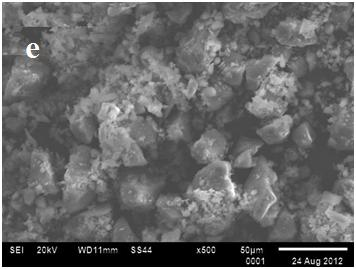 e
SEI 20kV WD11mm SS44 x500 50µm
0001 24 Aug 2012